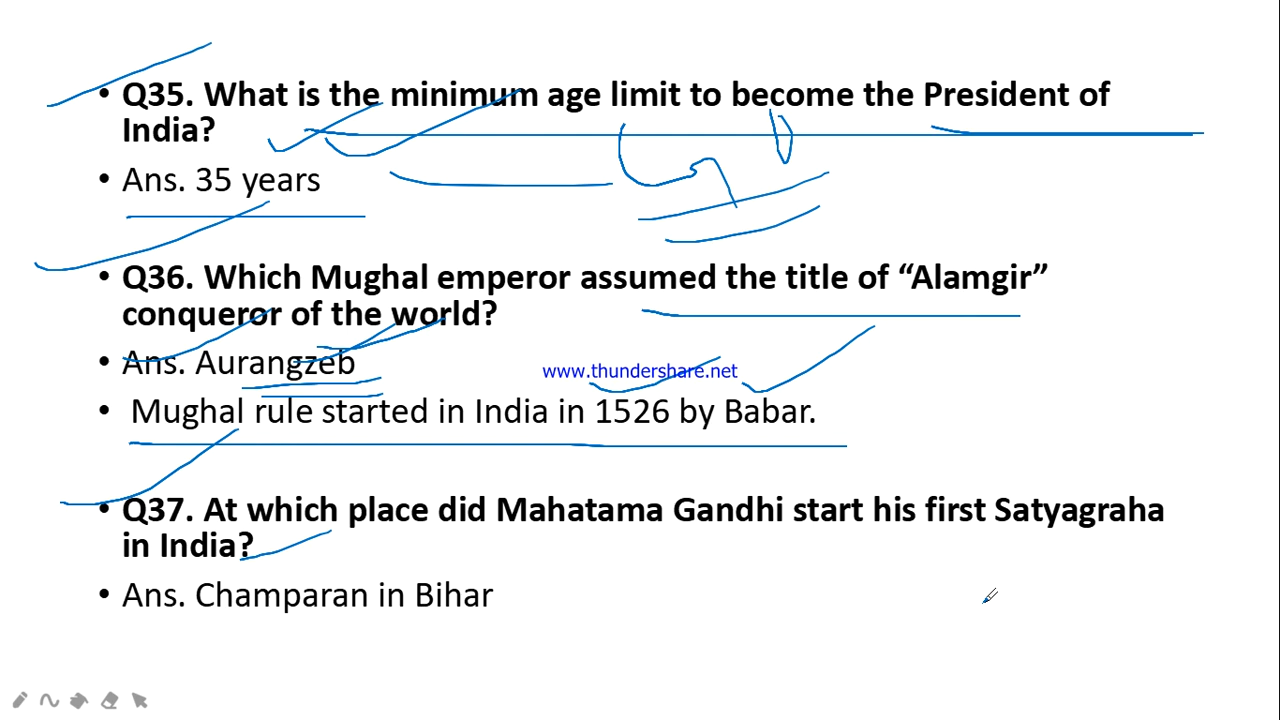 • Q35. What is the minimum age limit to become the President of
India?
• Ans. 35 years
• Q36. Which Mughal emperor assumed the title of “Alamgir”
conqueror of the world?
• Ans. Aurangzeb
www.thundershare.net
• Mughal rule started in India in 1526 by Babar.
• Q37. At which place did Mahatama Gandhi start his first Satyagraha
in India?
• Ans. Champaran in Bihar